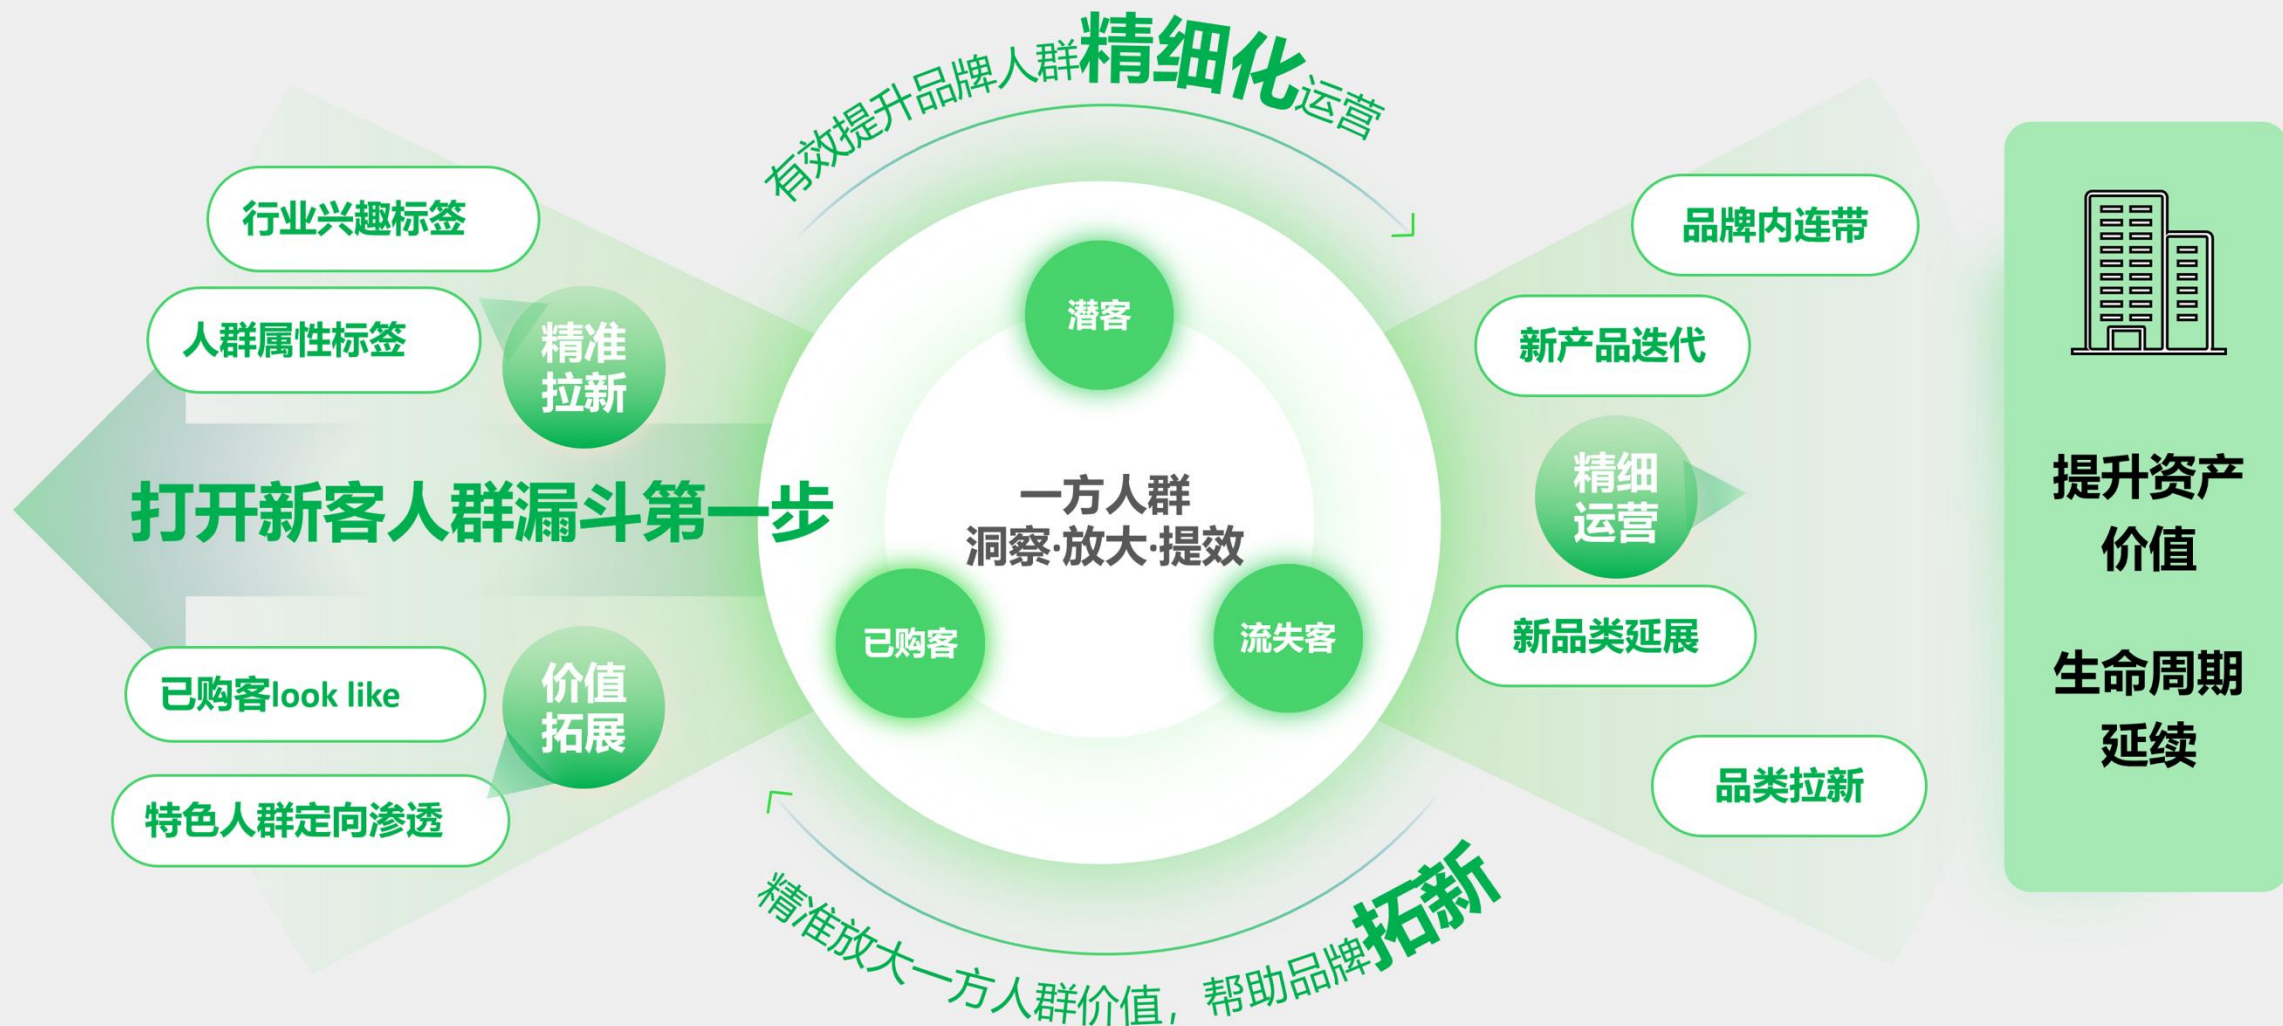 有效提升品牌人群精细化运营
行业兴趣标签
人群属性标签
精准
拉新
打开新客人群漏斗第一步
已购客look like
价值
拓展
特色人群定向渗透
潜客
一方人群
洞察·放大·提效
已购客
流失客
品牌内连带
新产品迭代
精细
运营
新品类延展
品类拉新
提升资产
价值
生命周期
延续
精准放大一方人群价值，帮助品牌拓新